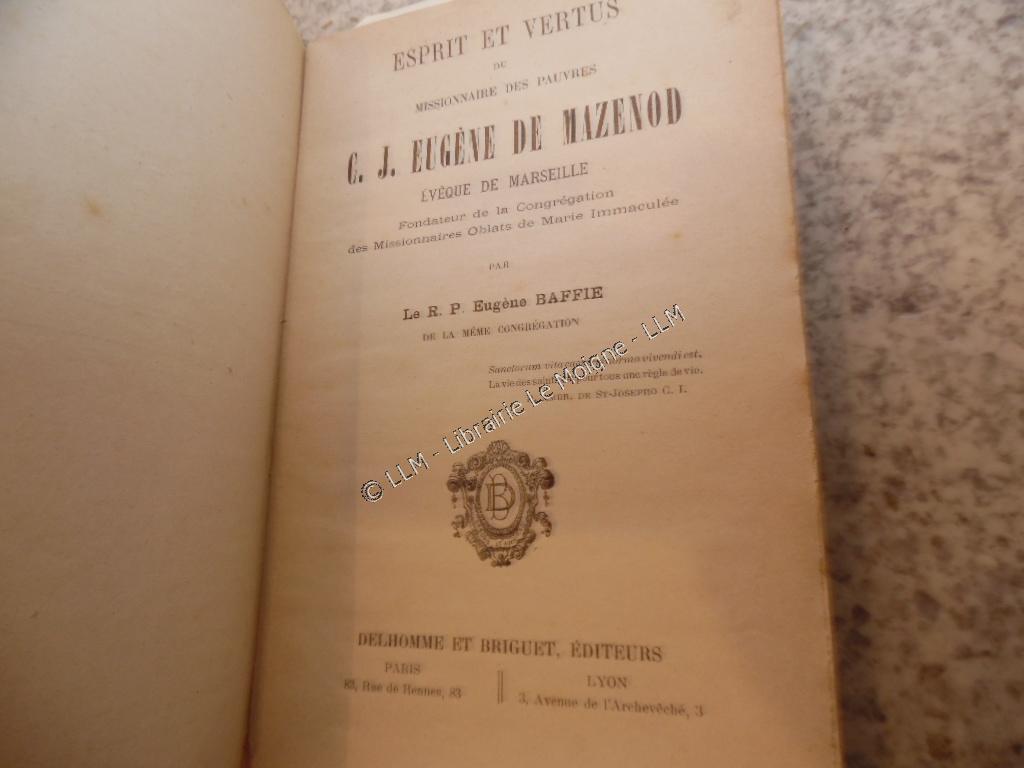 ESPRIT ET VERTUS
DU
MISSIONNAIRE DES PAUVRES
C. J. EUGÈNE DE MAZENOD
ÉVÊQUE DE MARSEILLE
Fondateur de la Congrégation
des Missionnaires Oblats de Marie Immaculée
PAR
Le R. P. Eugène BAFFIE
DE LA MÊME CONGRÉGATION
Sanctorum vita norma vivendi est.
La vie des saints tous une règle de vie.
DE ST-JOSEPHO C. I.
© LLM - Librairie Le Moigne - LLM
BD
DELHOMME ET BRIGUET, ÉDITEURS
PARIS
83, Rue de Rennes, 83
LYON
3, Avenue de l'Archevêché, 3